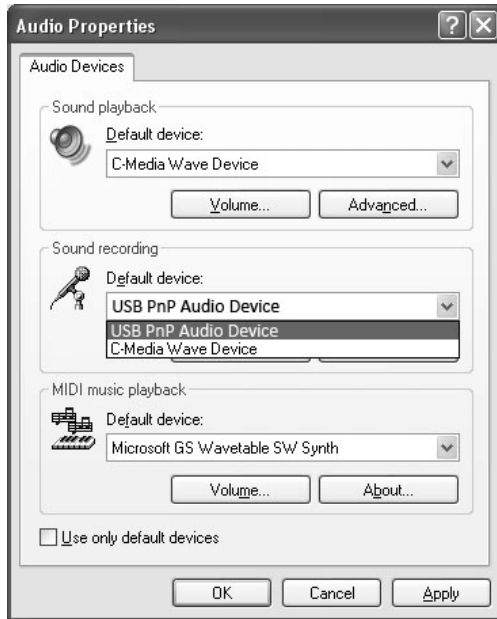 Audio Properties
Audio Devices
Sound playback
Default device:
C-Media Wave Device
Volume...
Advanced...
Sound recording
Default device:
USB PnP Audio Device
USB PnP Audio Device
C-Media Wave Device
MIDI music playback
Default device:
Microsoft GS Wavetable SW Synth
Volume...
About...
Use only default devices
OK
Cancel
Apply